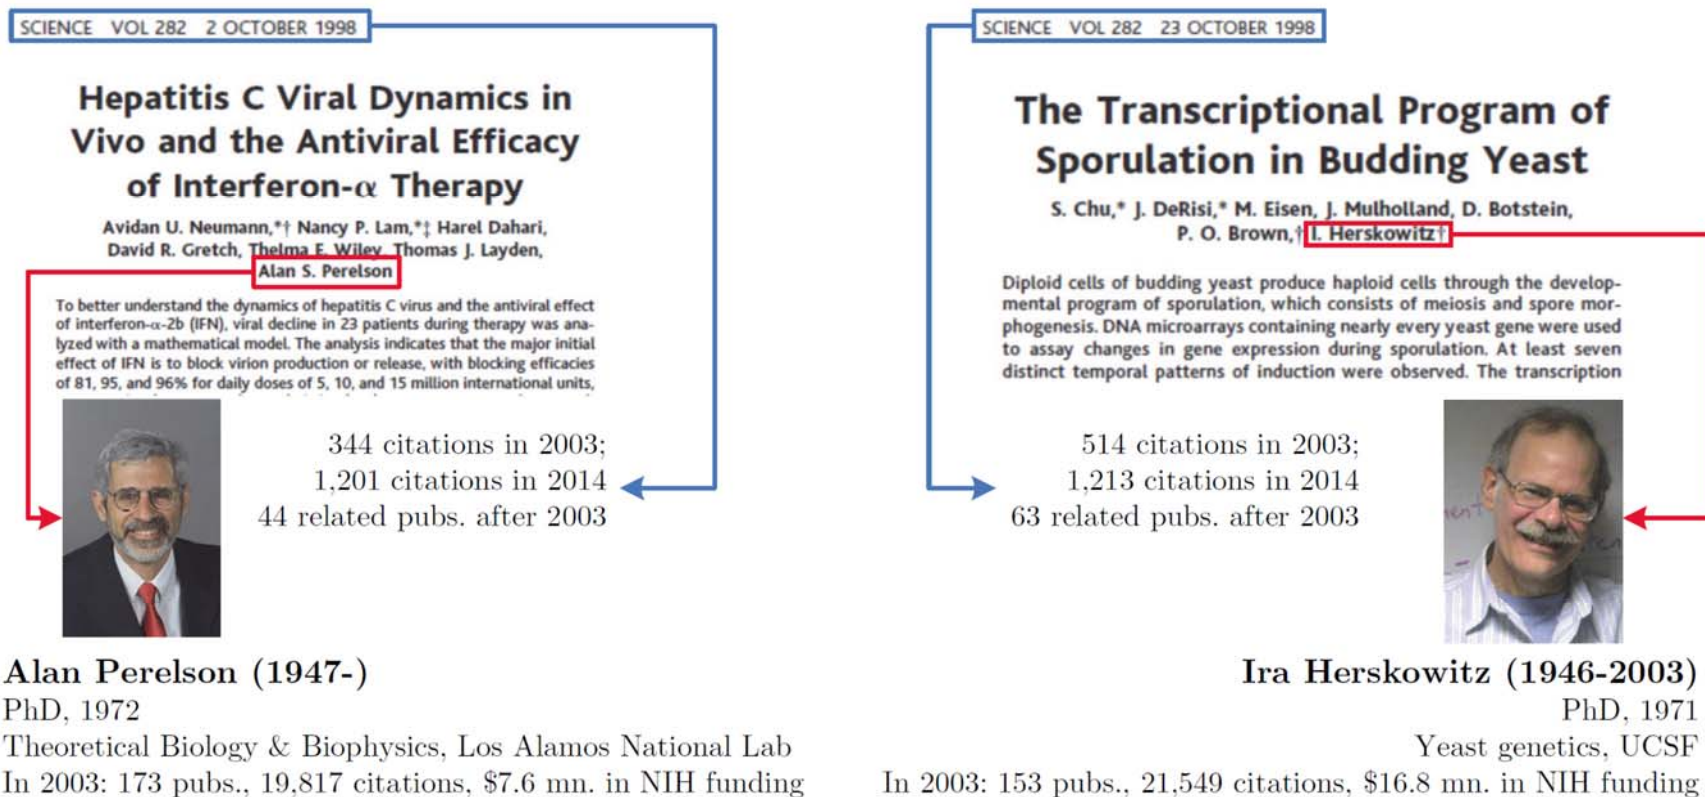 SCIENCE VOL 282 2 OCTOBER 1998
Hepatitis C Viral Dynamics in
Vivo and the Antiviral Efficacy
of Interferon-α Therapy
Avidan U. Neumann,*† Nancy P. Lam,*‡ Harel Dahari,
David R. Gretch, Thelma E. Wiley, Thomas J. Layden,
Alan S. Perelson
To better understand the dynamics of hepatitis C virus and the antiviral effect
of interferon-α-2b (IFN), viral decline in 23 patients during therapy was ana-
lyzed with a mathematical model. The analysis indicates that the major initial
effect of IFN is to block virion production or release, with blocking efficacies
of 81, 95, and 96% for daily doses of 5, 10, and 15 million international units,
344 citations in 2003;
1,201 citations in 2014
44 related pubs. after 2003
Alan Perelson (1947-)
PhD, 1972
Theoretical Biology & Biophysics, Los Alamos National Lab
In 2003: 173 pubs., 19,817 citations, $7.6 mn. in NIH funding
SCIENCE VOL 282 23 OCTOBER 1998
The Transcriptional Program of
Sporulation in Budding Yeast
S. Chu,* J. DeRisi,* M. Eisen, J. Mulholland, D. Botstein,
P. O. Brown,† I. Herskowitz†
Diploid cells of budding yeast produce haploid cells through the develop-
mental program of sporulation, which consists of meiosis and spore mor-
phogenesis. DNA microarrays containing nearly every yeast gene were used
to assay changes in gene expression during sporulation. At least seven
distinct temporal patterns of induction were observed. The transcription
514 citations in 2003;
1,213 citations in 2014
63 related pubs. after 2003
Ira Herskowitz (1946-2003)
PhD, 1971
Yeast genetics, UCSF
In 2003: 153 pubs., 21,549 citations, $16.8 mn. in NIH funding